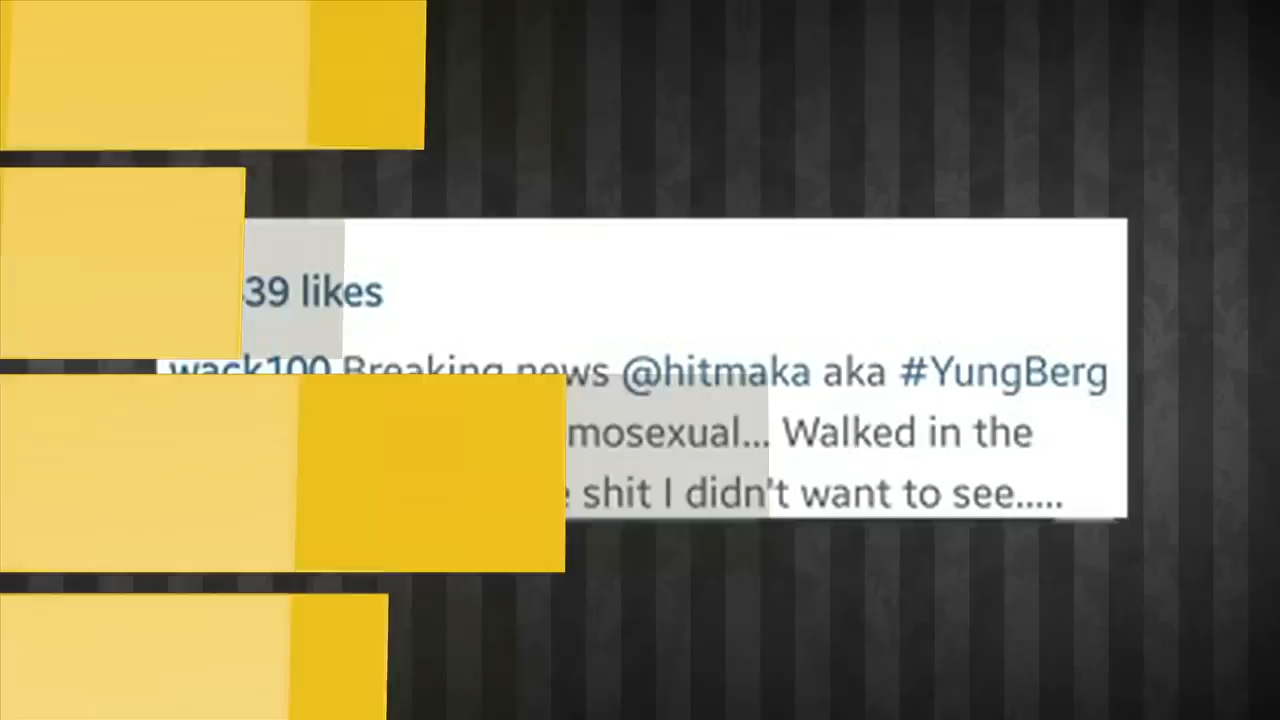 39 likes
wack100 Breaking news @hitmaka aka #YungBerg
mosexual... Walked in the
shit I didn't want to see.....